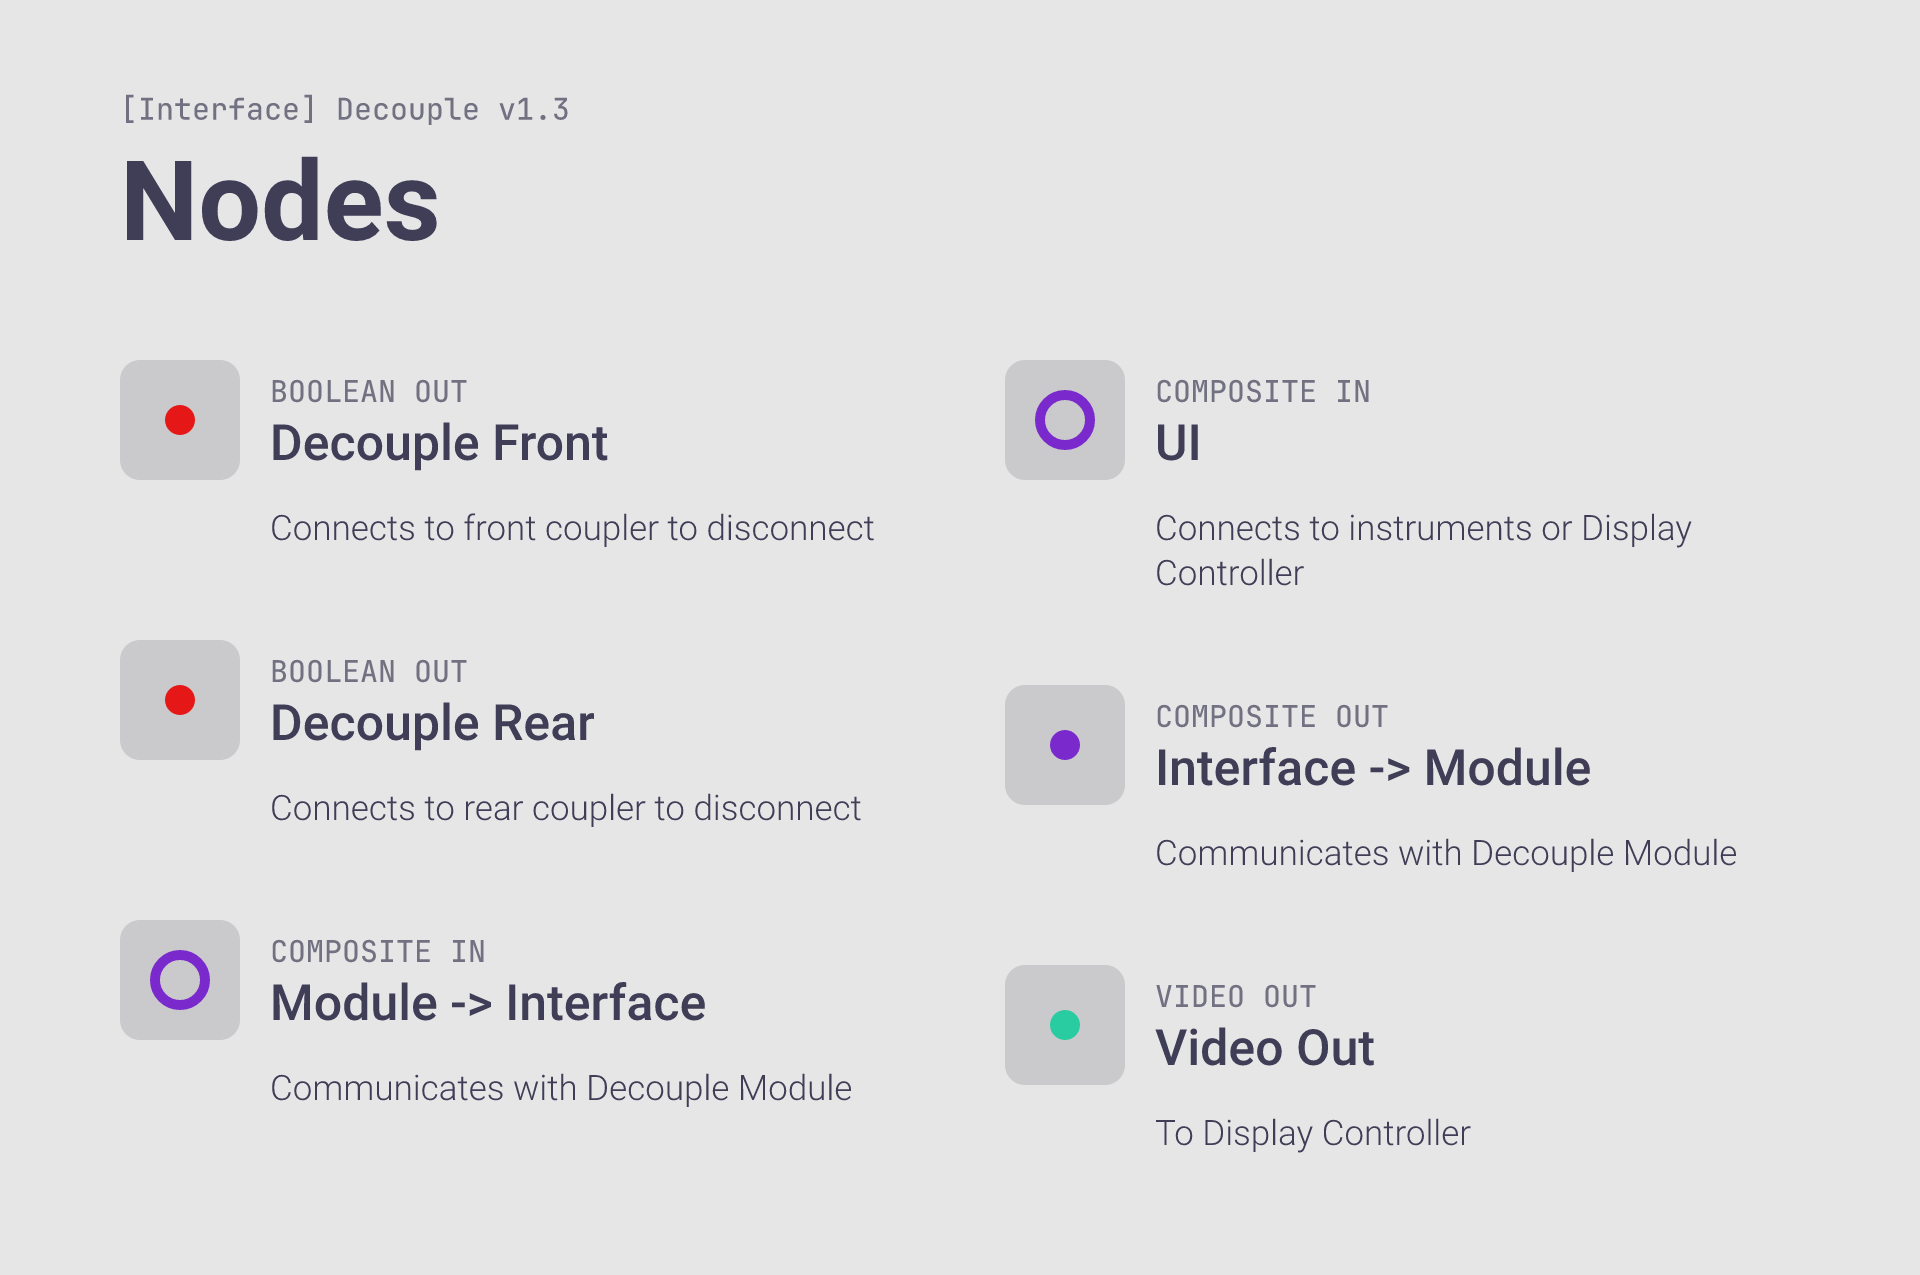 [Interface] Decouple v1.3
Nodes
BOOLEAN OUT
Decouple Front
Connects to front coupler to disconnect
BOOLEAN OUT
Decouple Rear
Connects to rear coupler to disconnect
COMPOSITE IN
Module -> Interface
Communicates with Decouple Module
COMPOSITE IN
UI
Connects to instruments or Display
Controller
COMPOSITE OUT
Interface -> Module
Communicates with Decouple Module
VIDEO OUT
Video Out
To Display Controller